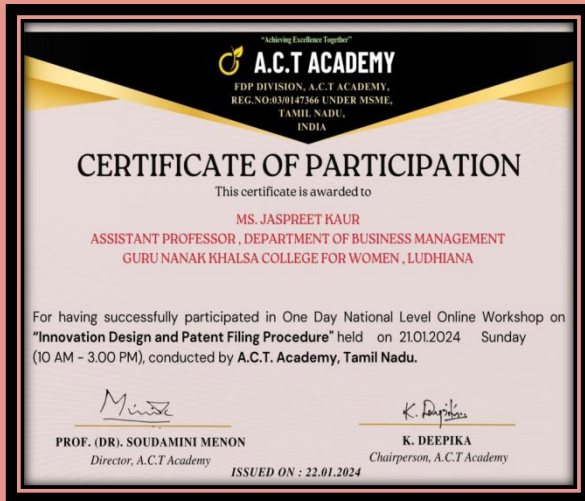 "Achieving Excellence Together"
A.C.T ACADEMY
FDP DIVISION, A.C.T ACADEMY,
REG.NO:03/0147366 UNDER MSME,
TAMIL NADU,
INDIA
CERTIFICATE OF PARTICIPATION
This certificate is awarded to
MS. JASPREET KAUR
ASSISTANT PROFESSOR , DEPARTMENT OF BUSINESS MANAGEMENT
GURU NANAK KHALSA COLLEGE FOR WOMEN , LUDHIANA
For having successfully participated in One Day National Level Online Workshop on
"Innovation Design and Patent Filing Procedure" held on 21.01.2024 Sunday
(10 AM – 3.00 PM), conducted by A.C.T. Academy, Tamil Nadu.
K. Deepika
PROF. (DR). SOUDAMINI MENON
Director, A.C.T Academy
K. DEEPIKA
Chairperson, A.C.T Academy
ISSUED ON : 22.01.2024